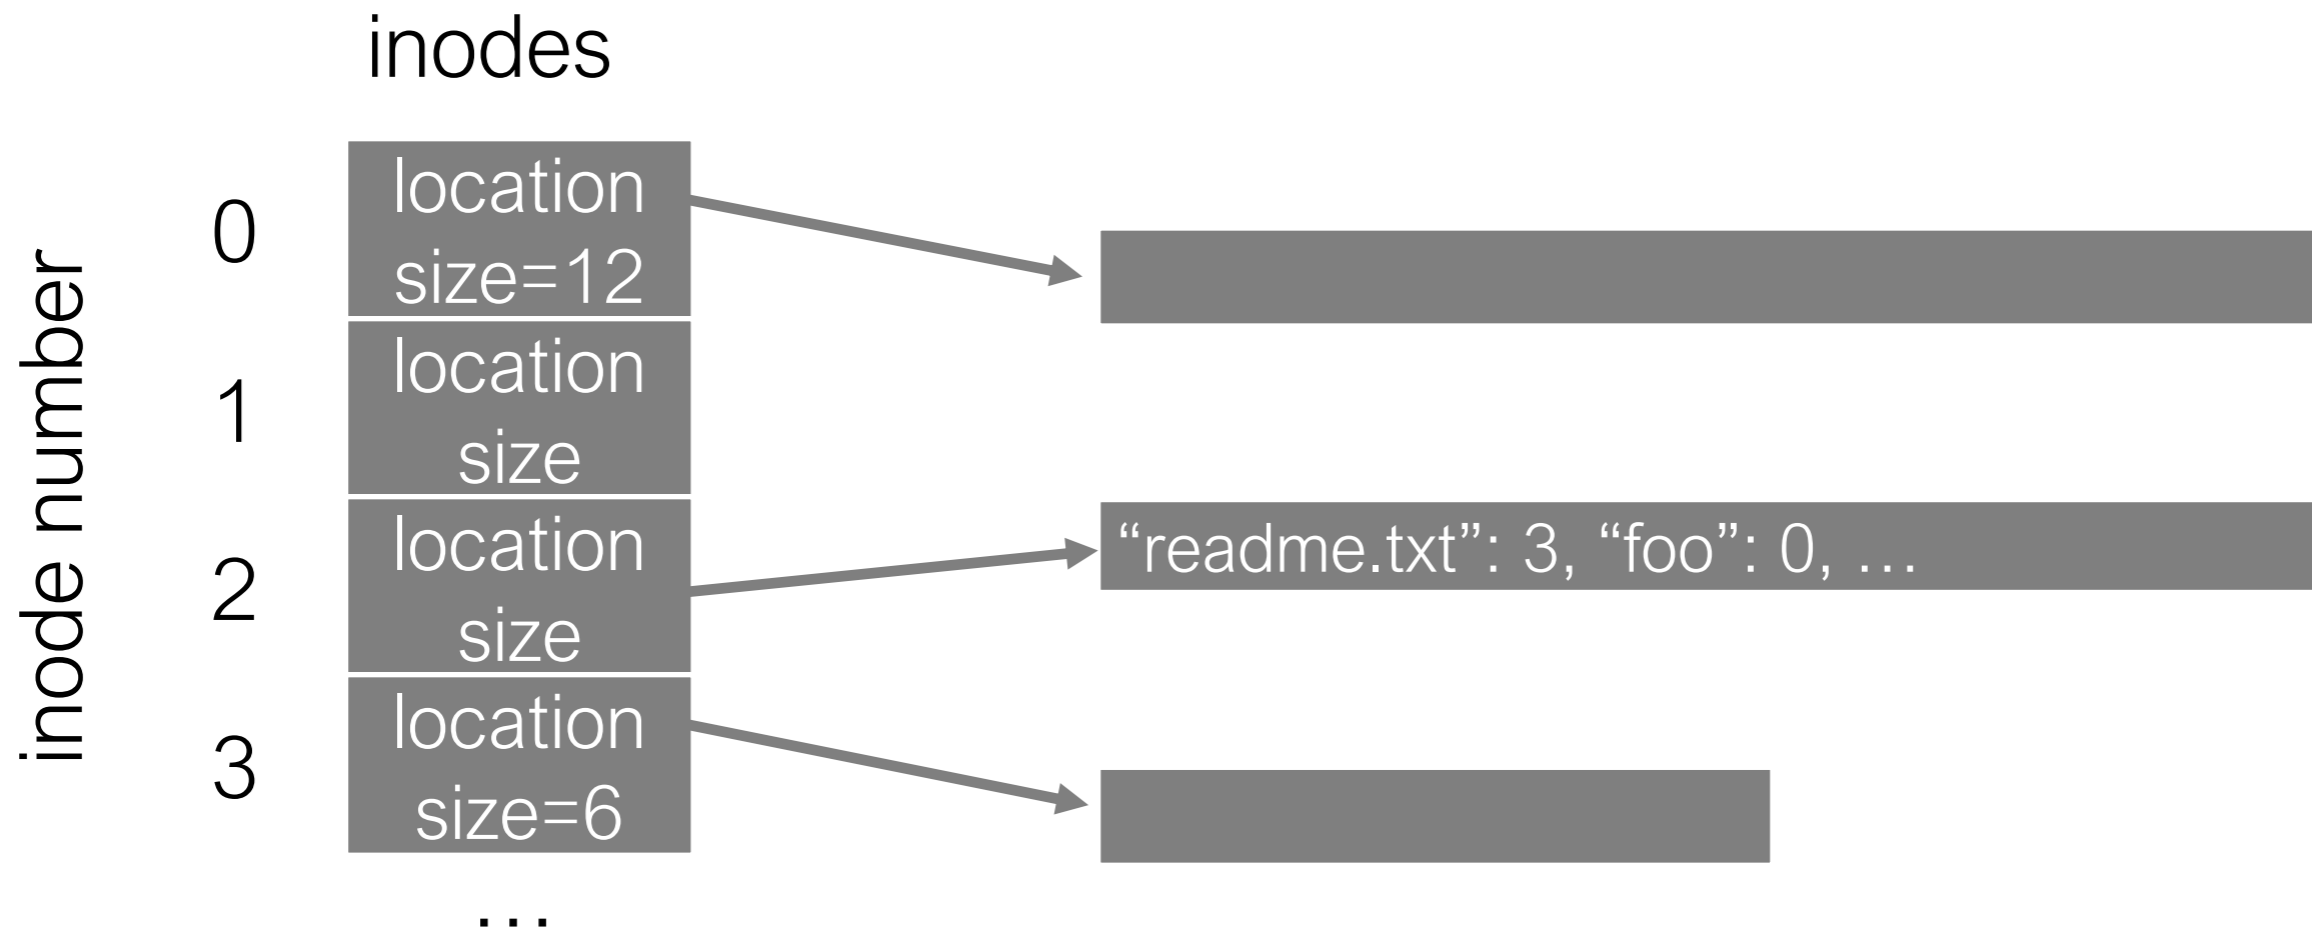 inodes
inode number
0
location
size=12
1
location
size
2
location
size
“readme.txt”: 3, “foo”: 0, …
3
location
size=6
…